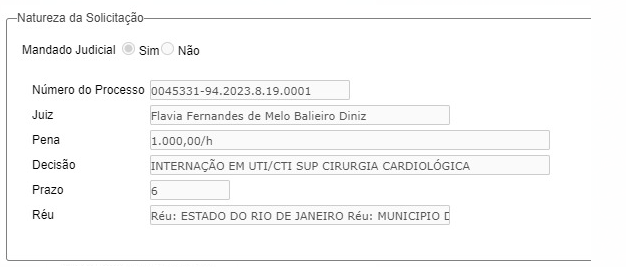 Natureza da Solicitação
Mandado Judicial Sim Não
Número do Processo 0045331-94.2023.8.19.0001
Juiz Flavia Fernandes de Melo Balieiro Diniz
Pena 1.000,00/h
Decisão INTERNAÇÃO EM UTI/CTI SUP CIRURGIA CARDIOLÓGICA
Prazo 6
Réu Réu: ESTADO DO RIO DE JANEIRO Réu: MUNICIPIO D